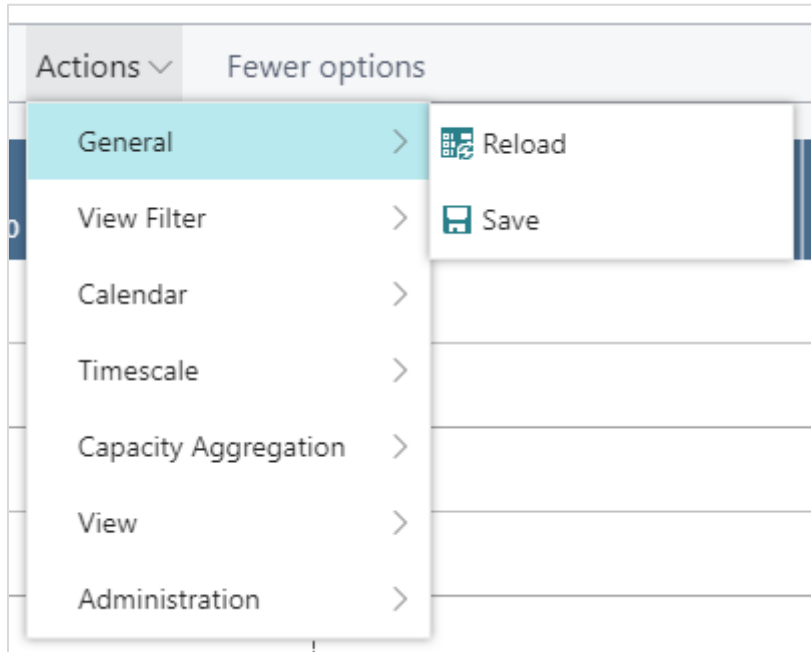 Actions Fewer options
General
Reload
View Filter
Save
Calendar
Timescale
Capacity Aggregation
View
Administration